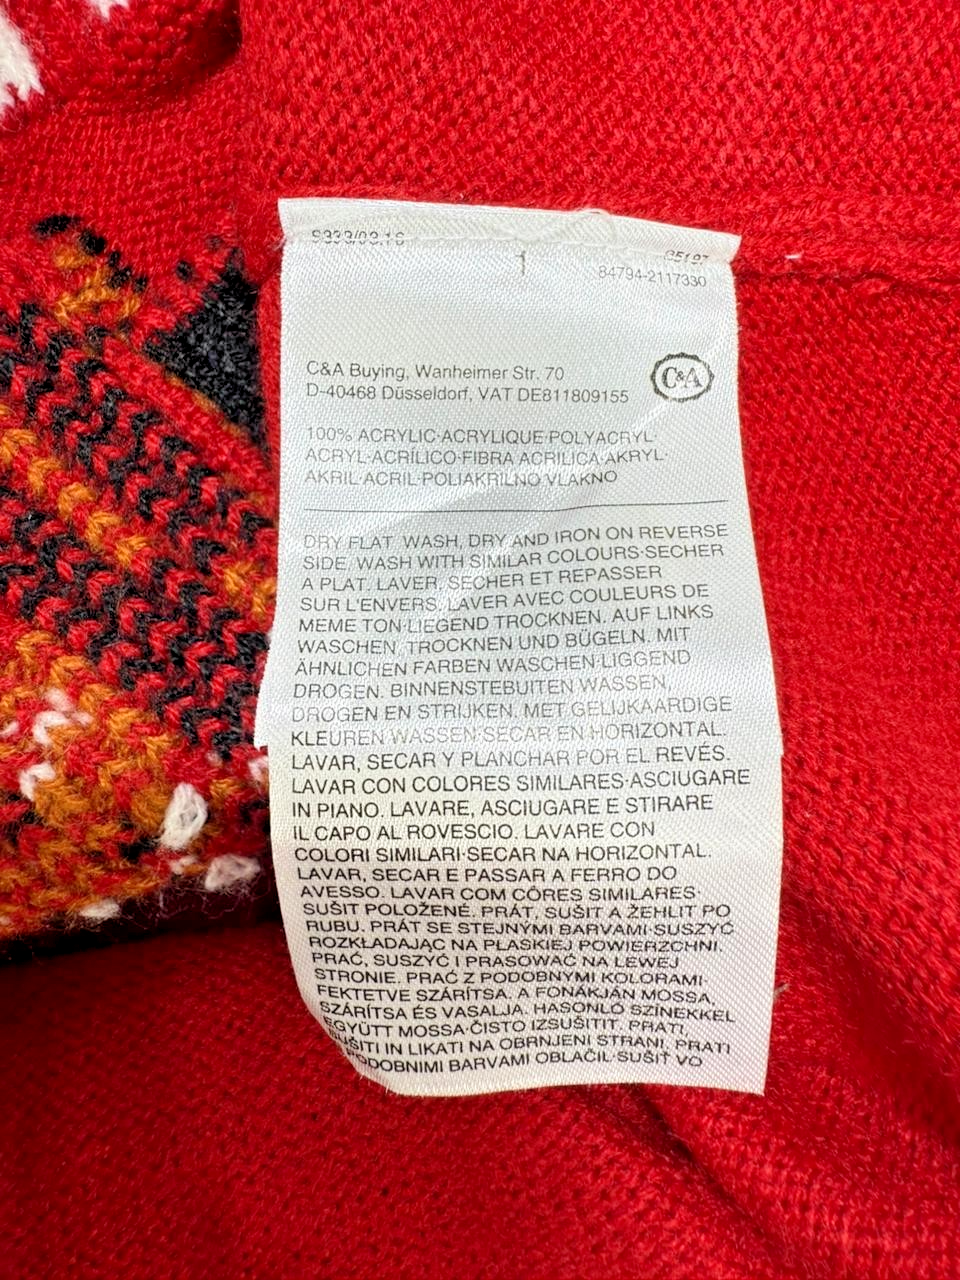 1
84794-2117330
C&A Buying, Wanheimer Str. 70
D-40468 Düsseldorf, VAT DE811809155
C&A
100% ACRYLIC·ACRYLIQUE·POLYACRYL·
ACRYL·ACRÍLICO·FIBRA ACRILICA·AKRYL·
AKRIL·ACRIL·POLIAKRILNO VLAKNO
DRY FLAT. WASH, DRY AND IRON ON REVERSE
SIDE. WASH WITH SIMILAR COLOURS·SECHER
A PLAT. LAVER, SECHER ET REPASSER
SUR L'ENVERS. LAVER AVEC COULEURS DE
MEME TON·LIEGEND TROCKNEN. AUF LINKS
WASCHEN, TROCKNEN UND BÜGELN. MIT
ÄHNLICHEN FARBEN WASCHEN·LIGGEND
DROGEN. BINNENSTEBUITEN WASSEN,
DROGEN EN STRIJKEN. MET GELIJKAARDIGE
KLEUREN WASSEN·SECAR EN HORIZONTAL.
LAVAR, SECAR Y PLANCHAR POR EL REVÉS.
LAVAR CON COLORES SIMILARES·ASCIUGARE
IN PIANO. LAVARE, ASCIUGARE E STIRARE
IL CAPO AL ROVESCIO. LAVARE CON
COLORI SIMILARI·SECAR NA HORIZONTAL.
LAVAR, SECAR E PASSAR A FERRO DO
AVESSO. LAVAR COM CÔRES SIMILARES·
SUŠIT POLOŽENÉ. PRÁT, SUŠIT A ŽEHLIT PO
RUBU. PRÁT SE STEJNÝMI BARVAMI·SUSZYĆ
ROZKŁADAJĄC NA PŁASKIEJ POWIERZCHNI.
PRAĆ, SUSZYĆ I PRASOWAĆ NA LEWEJ
STRONIE. PRAĆ Z PODOBNYMI KOLORAMI·
FEKTETVE SZÁRÍTSA. A FONÁKJÁN MOSSA,
SZÁRÍTSA ÉS VASALJA. HASONLÓ SZÍNEKKEL
EGYÜTT MOSSA·ČISTO IZSUŠITIT. PRATI,
SUŠITI IN LIKATI NA OBRNJENI STRANI. PRATI
PODOBNIMI BARVAMI OBLAČIL·SUŠIŤ VO